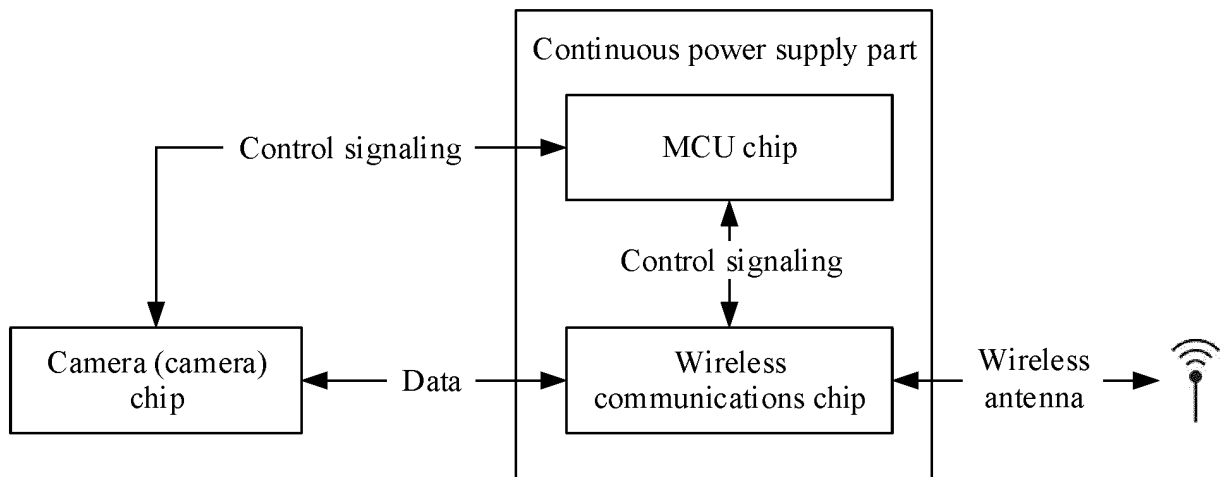 Continuous power supply part
MCU chip
Control signaling
Control signaling
Camera (camera)
chip
Data
Wireless
communications chip
Wireless
antenna